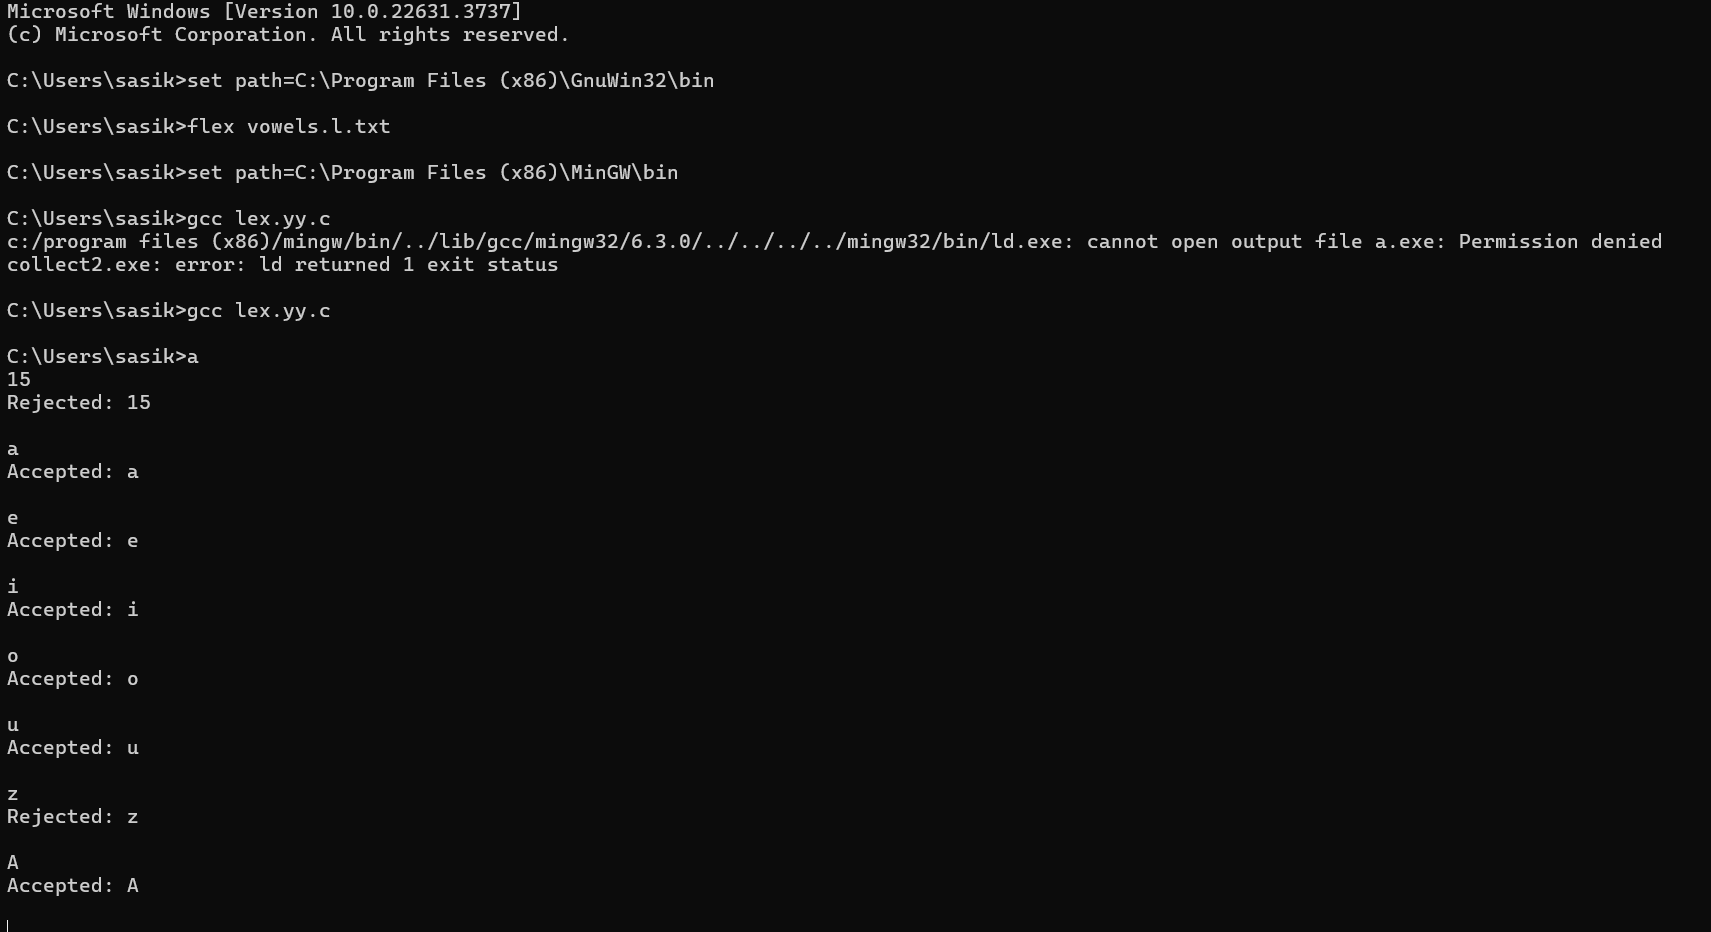 Microsoft Windows [Version 10.0.22631.3737]
(c) Microsoft Corporation. All rights reserved.
C:\Users\sasik>set path=C:\Program Files (x86)\GnuWin32\bin
C:\Users\sasik>flex vowels.l.txt
C:\Users\sasik>set path=C:\Program Files (x86)\MinGW\bin
C:\Users\sasik>gcc lex.yy.c
c:/program files (x86)/mingw/bin/../lib/gcc/mingw32/6.3.0/../../../../mingw32/bin/ld.exe: cannot open output file a.exe: Permission denied
collect2.exe: error: ld returned 1 exit status
C:\Users\sasik>gcc lex.yy.c
C:\Users\sasik>a
15
Rejected: 15
a
Accepted: a
e
Accepted: e
i
Accepted: i
o
Accepted: o
u
Accepted: u
z
Rejected: z
A
Accepted: A